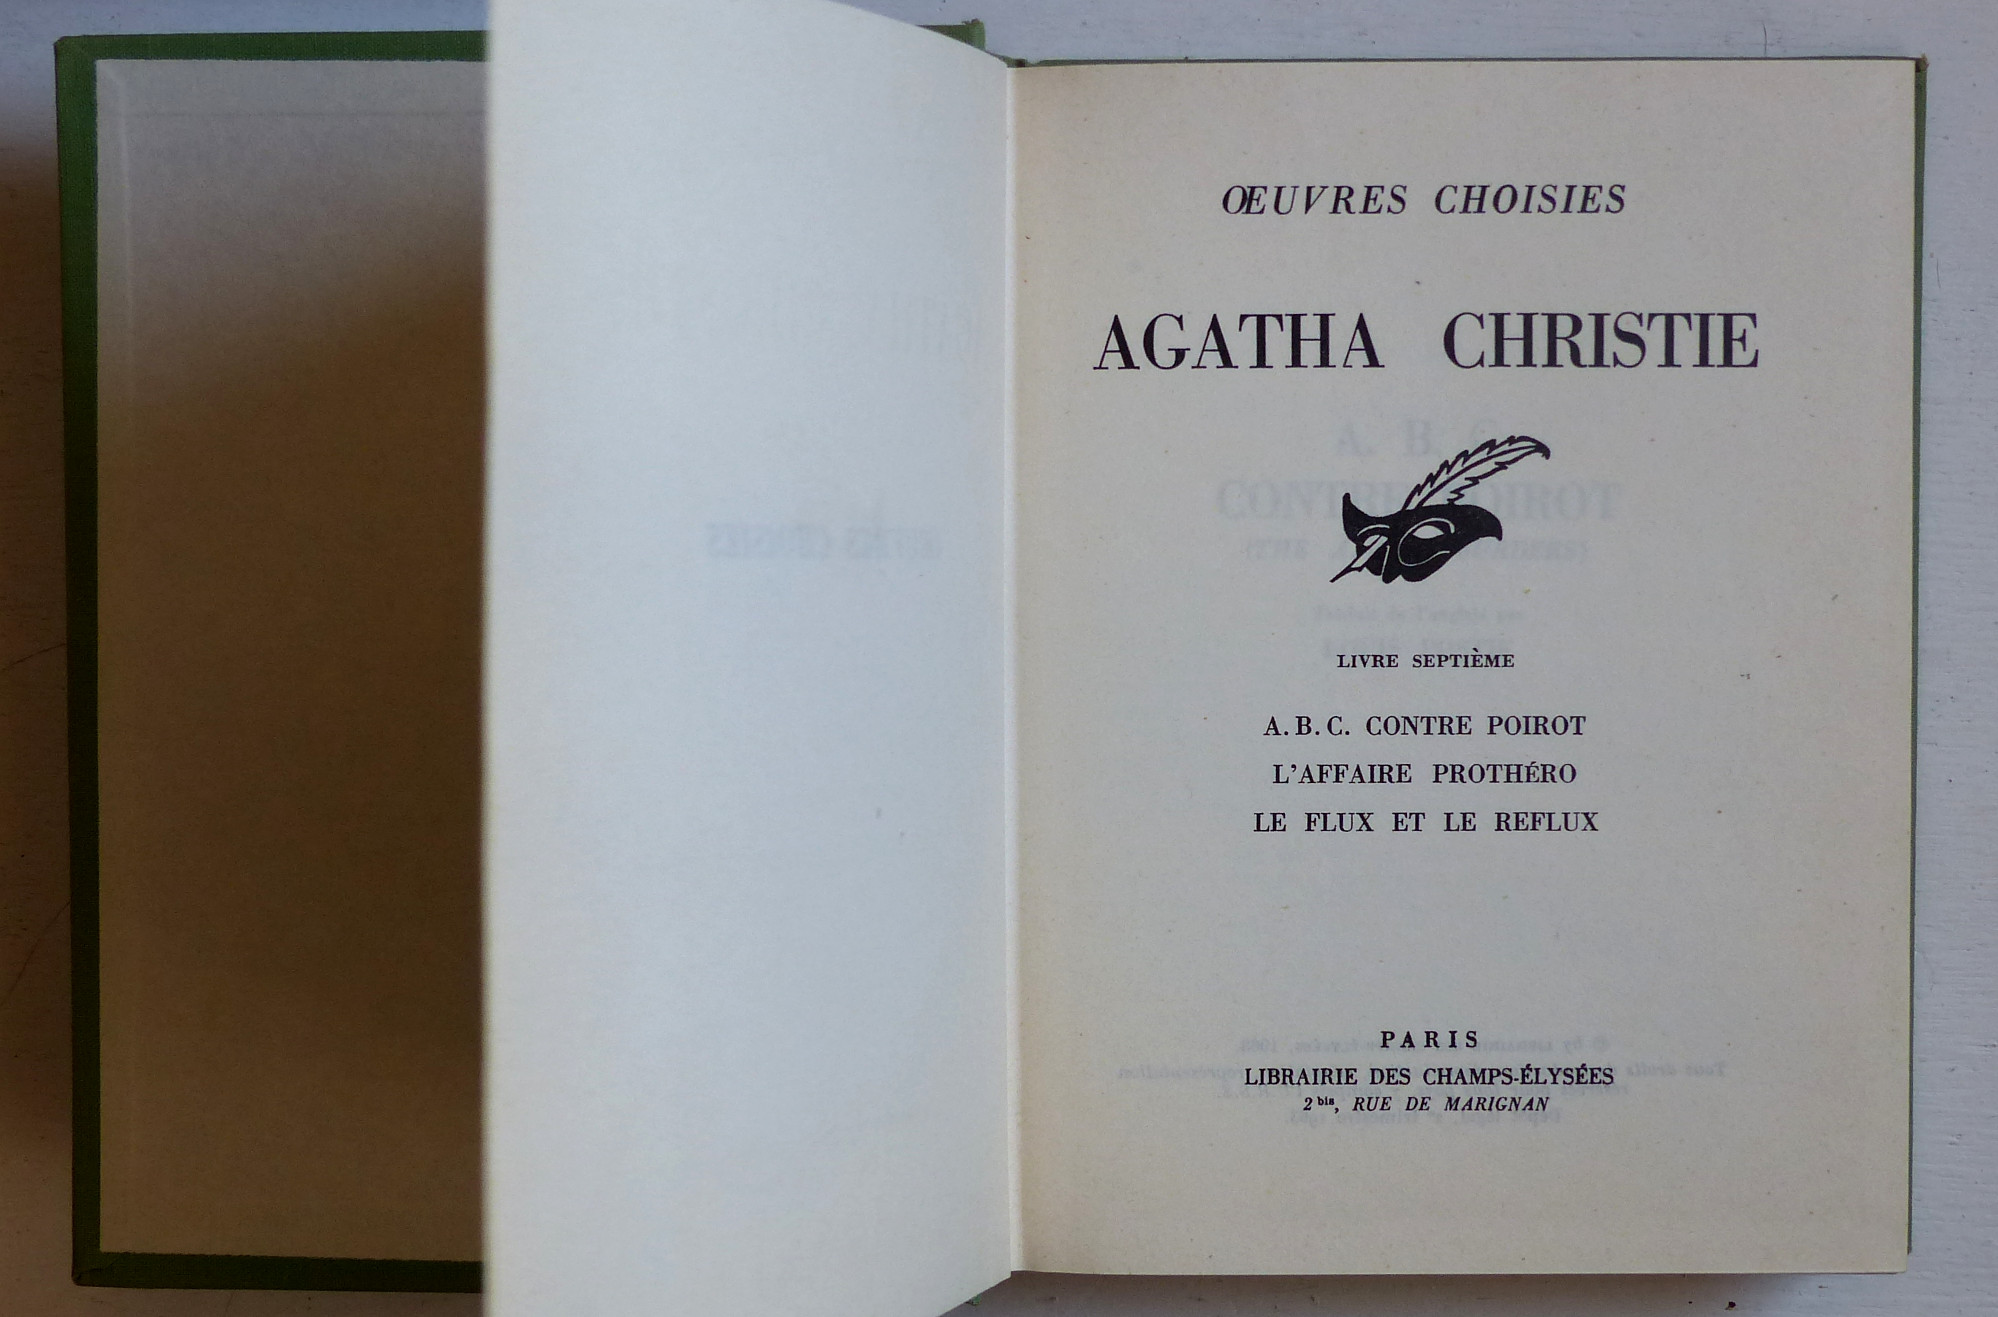 ŒUVRES CHOISIES
AGATHA CHRISTIE
LIVRE SEPTIÈME
A.B.C. CONTRE POIROT
L'AFFAIRE PROTHÉRO
LE FLUX ET LE REFLUX
PARIS
LIBRAIRIE DES CHAMPS-ÉLYSÉES
2 bis, RUE DE MARIGNAN